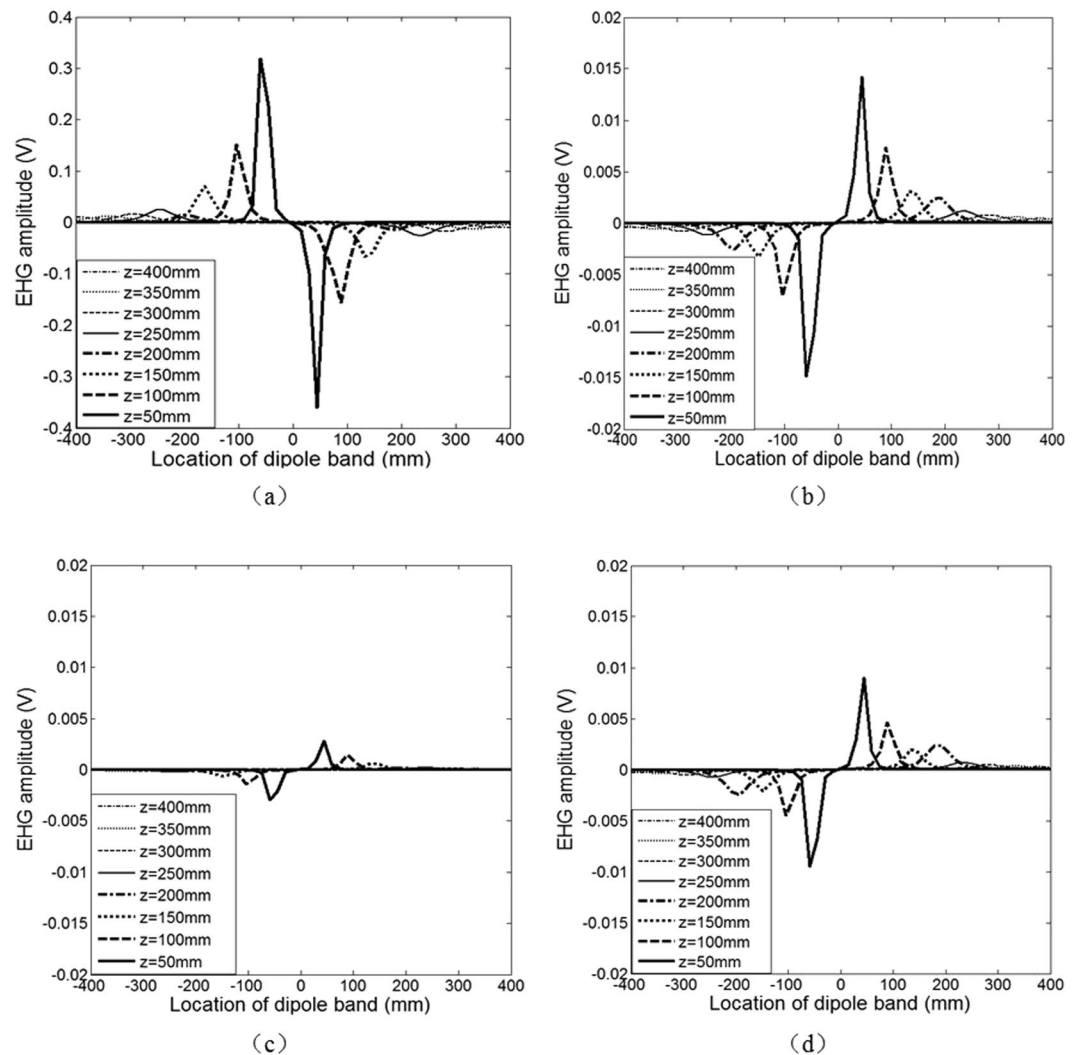 0.4
0.3
0.2
0.1
0
-0.1
-0.2
-0.3
-0.4
EHG amplitude (V)
z=400mm
z=350mm
z=300mm
z=250mm
z=200mm
z=150mm
z=100mm
z=50mm
-400 -300 -200 -100 0 100 200 300 400
Location of dipole band (mm)
（a）
0.02
0.015
0.01
0.005
0
-0.005
-0.01
-0.015
-0.02
EHG amplitude (V)
z=400mm
z=350mm
z=300mm
z=250mm
z=200mm
z=150mm
z=100mm
z=50mm
-400 -300 -200 -100 0 100 200 300 400
Location of dipole band (mm)
（b）
0.02
0.015
0.01
0.005
0
-0.005
-0.01
-0.015
-0.02
EHG amplitude (V)
z=400mm
z=350mm
z=300mm
z=250mm
z=200mm
z=150mm
z=100mm
z=50mm
-400 -300 -200 -100 0 100 200 300 400
Location of dipole band (mm)
（c）
0.02
0.015
0.01
0.005
0
-0.005
-0.01
-0.015
-0.02
EHG amplitude (V)
z=400mm
z=350mm
z=300mm
z=250mm
z=200mm
z=150mm
z=100mm
z=50mm
-400 -300 -200 -100 0 100 200 300 400
Location of dipole band (mm)
（d）